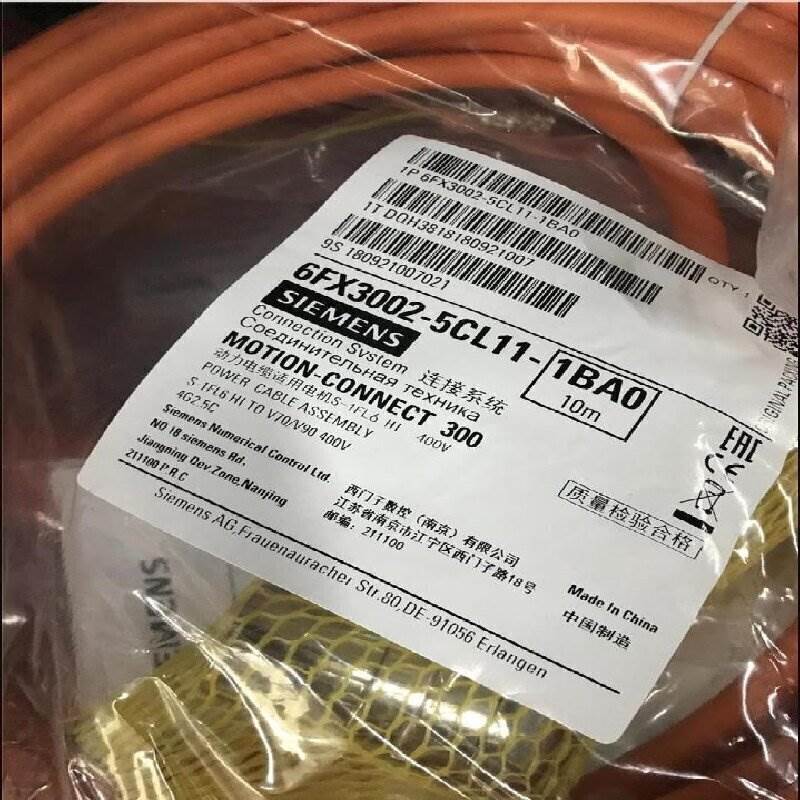 1P 6FX3002-5CL11-1BA0
1T DOH3818180921007
9S 180921007021
QTY 1
6FX3002-5CL11-1BA0
10m
SIEMENS
Connection System 连接系统
Соединительная техника
MOTION-CONNECT 300
动力电缆适用电机S-1FL6 HI 400V
POWER CABLE ASSEMBLY
S-1FL6 HI TO V70/V90 400V
4G2.5C
Siemens Numerical Control Ltd.
NO 18 siemens Rd.
Jiangning Dev Zone,Nanjing
211100 P.R.C
西门子数控（南京）有限公司
江苏省南京市江宁区西门子路18号
邮编：211100
Siemens AG,Frauenauracher Str.80,DE-91056 Erlangen
EAC
CE
质量检验合格
Made in China
中国制造
SIEMENS